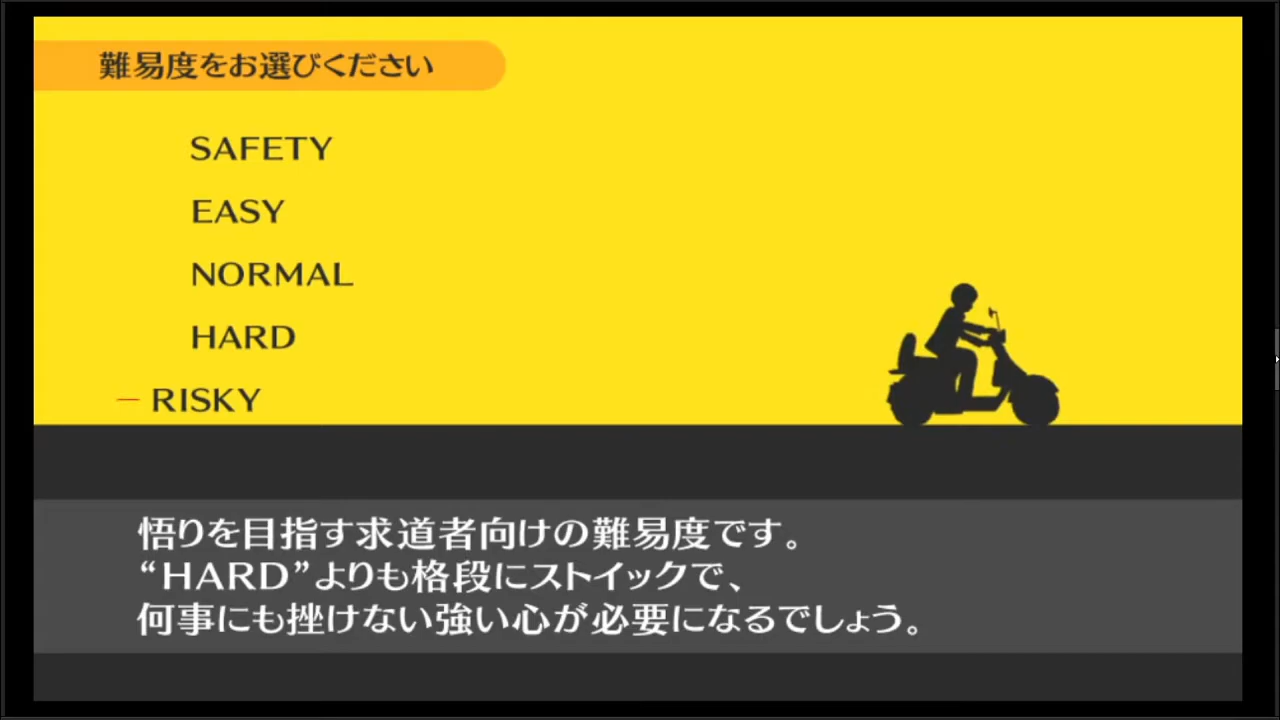 難易度をお選びください
SAFETY
EASY
NORMAL
HARD
RISKY
悟りを目指す求道者向けの難易度です。
“HARD”よりも格段にストイックで、
何事にも挫けない強い心が必要になるでしょう。